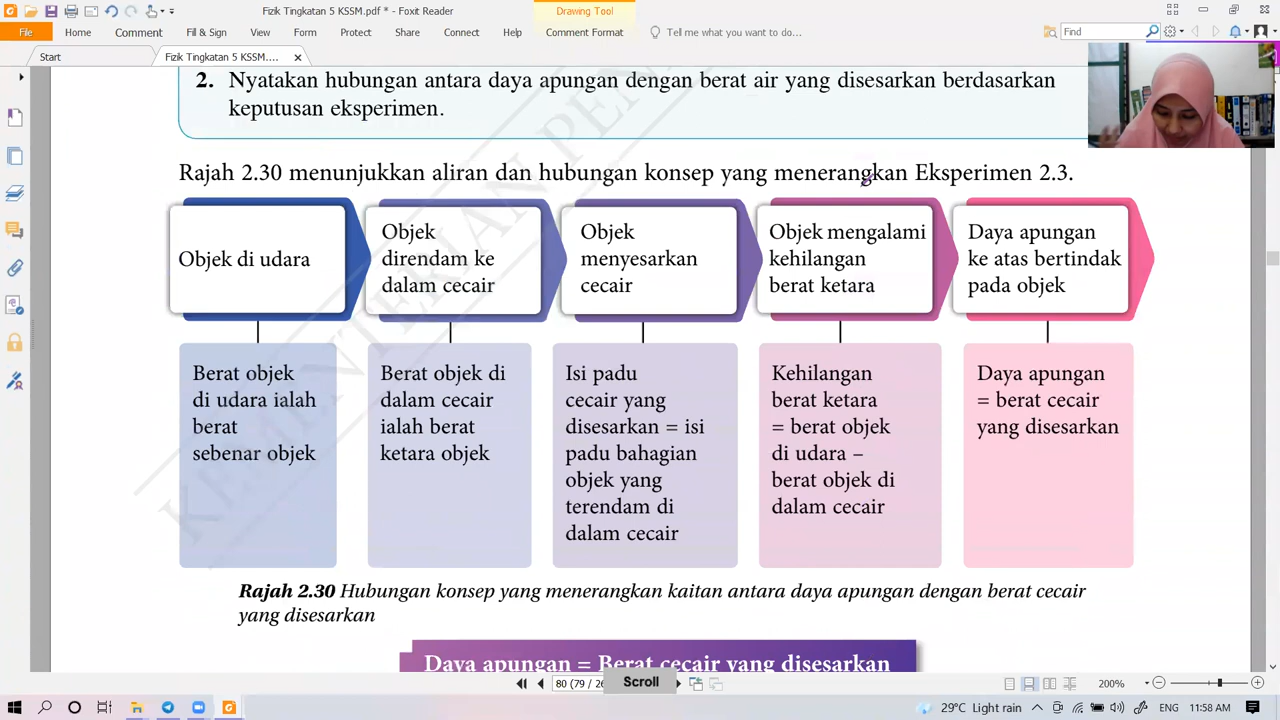 Fizik Tingkatan 5 KSSM.pdf * - Foxit Reader
Drawing Tool
File
Home
Comment
Fill & Sign
View
Form
Protect
Share
Connect
Help
Comment Format
Tell me what you want to do...
Find
Start
Fizik Tingkatan 5 KSSM....
2. Nyatakan hubungan antara daya apungan dengan berat air yang disesarkan berdasarkan
keputusan eksperimen.
Rajah 2.30 menunjukkan aliran dan hubungan konsep yang menerangkan Eksperimen 2.3.
Objek di udara
Objek
direndam ke
dalam cecair
Objek
menyesarkan
cecair
Objek mengalami
kehilangan
berat ketara
Daya apungan
ke atas bertindak
pada objek
Berat objek
di udara ialah
berat
sebenar objek
Berat objek di
dalam cecair
ialah berat
ketara objek
Isi padu
cecair yang
disesarkan = isi
padu bahagian
objek yang
terendam di
dalam cecair
Kehilangan
berat ketara
= berat objek
di udara –
berat objek di
dalam cecair
Daya apungan
= berat cecair
yang disesarkan
Rajah 2.30 Hubungan konsep yang menerangkan kaitan antara daya apungan dengan berat cecair
yang disesarkan
Daya apungan = Berat cecair yang disesarkan
80 (79 / 2
Scroll
200%
29°C Light rain
ENG
11:58 AM